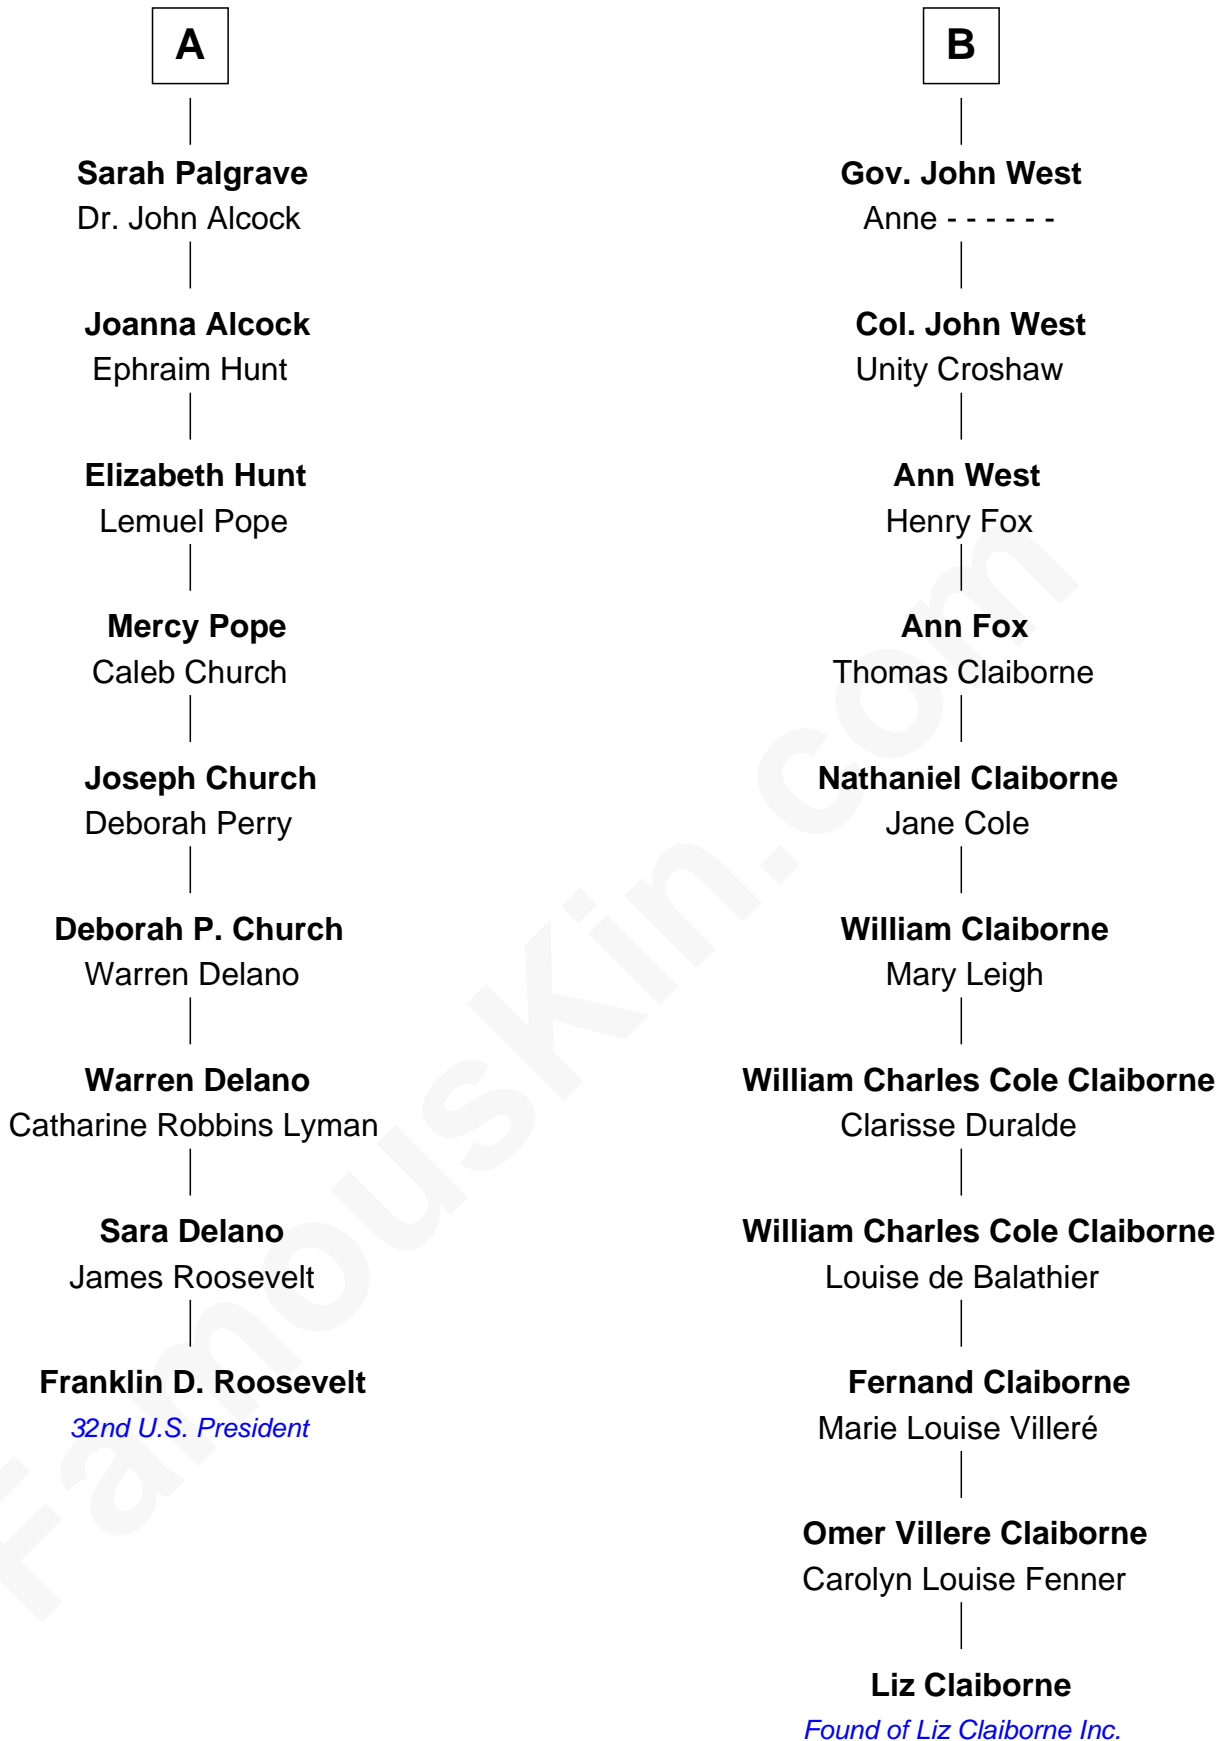 A
Sarah Palgrave
Dr. John Alcock
Joanna Alcock
Ephraim Hunt
Elizabeth Hunt
Lemuel Pope
Mercy Pope
Caleb Church
Joseph Church
Deborah Perry
Deborah P. Church
Warren Delano
Warren Delano
Catharine Robbins Lyman
Sara Delano
James Roosevelt
Franklin D. Roosevelt
32nd U.S. President
B
Gov. John West
Anne - - - - - -
Col. John West
Unity Croshaw
Ann West
Henry Fox
Ann Fox
Thomas Claiborne
Nathaniel Claiborne
Jane Cole
William Claiborne
Mary Leigh
William Charles Cole Claiborne
Clarisse Duralde
William Charles Cole Claiborne
Louise de Balathier
Fernand Claiborne
Marie Louise Villeré
Omer Villere Claiborne
Carolyn Louise Fenner
Liz Claiborne
Found of Liz Claiborne Inc.
FamousKin.com